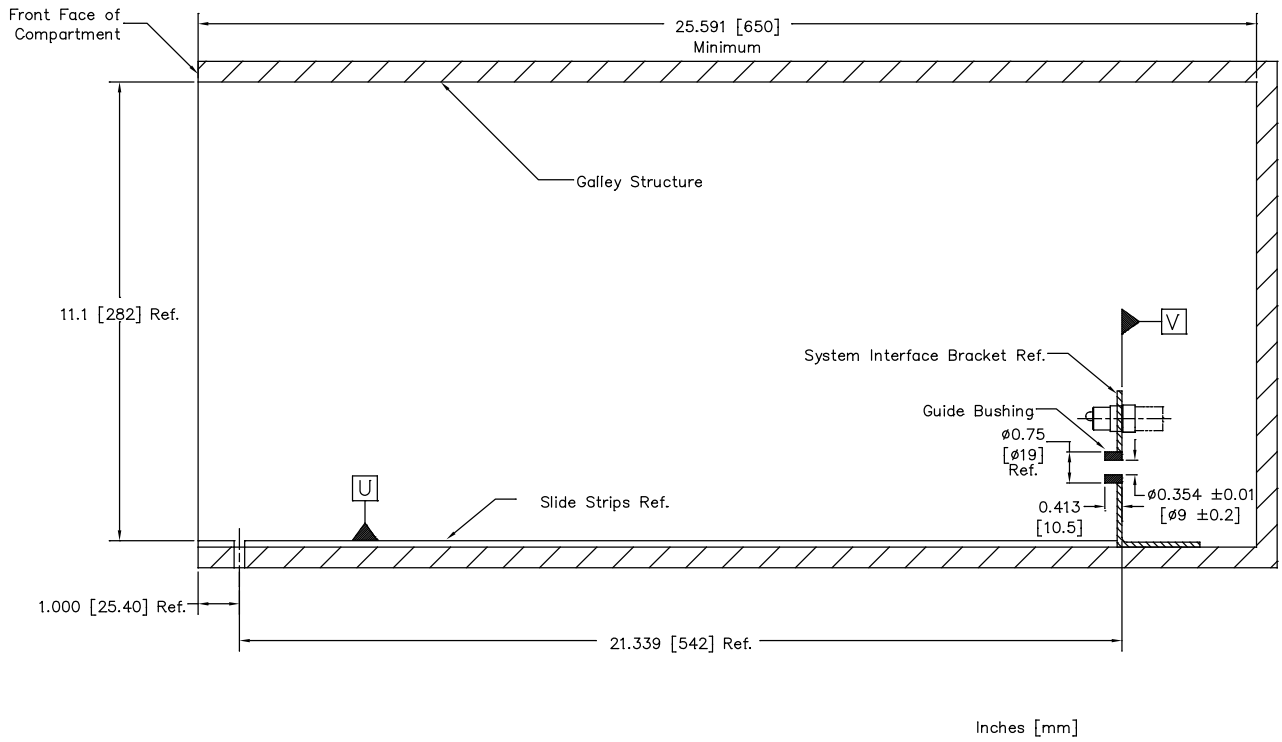 Front Face of
Compartment
25.591 [650]
Minimum
Galley Structure
11.1 [282] Ref.
V
System Interface Bracket Ref.
Guide Bushing
ø0.75
[ø19]
Ref.
U
Slide Strips Ref.
0.413
[10.5]
ø0.354 ±0.01
[ø9 ±0.2]
1.000 [25.40] Ref.
21.339 [542] Ref.
Inches [mm]